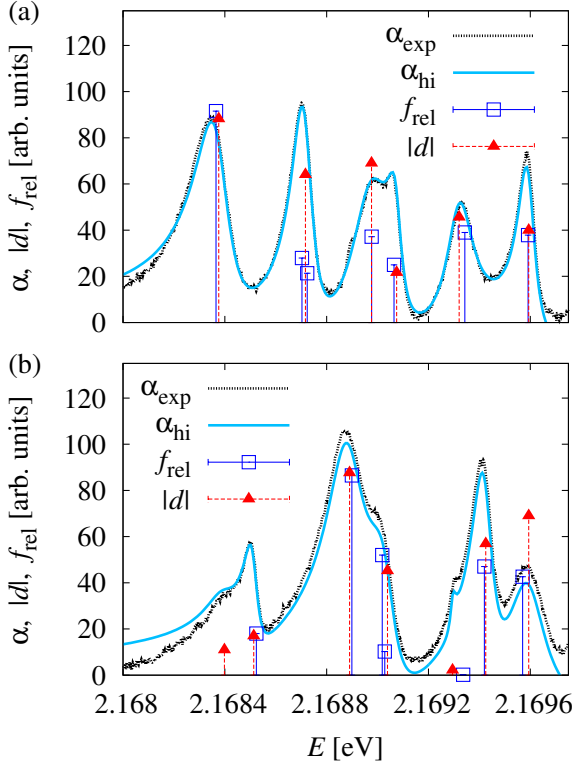 (a)
α, |d|, f_rel [arb. units]
120
100
80
60
40
20
0
α_exp
α_hi
f_rel
|d|
(b)
α, |d|, f_rel [arb. units]
120
100
80
60
40
20
0
α_exp
α_hi
f_rel
|d|
2.168 2.1684 2.1688 2.1692 2.1696
E [eV]